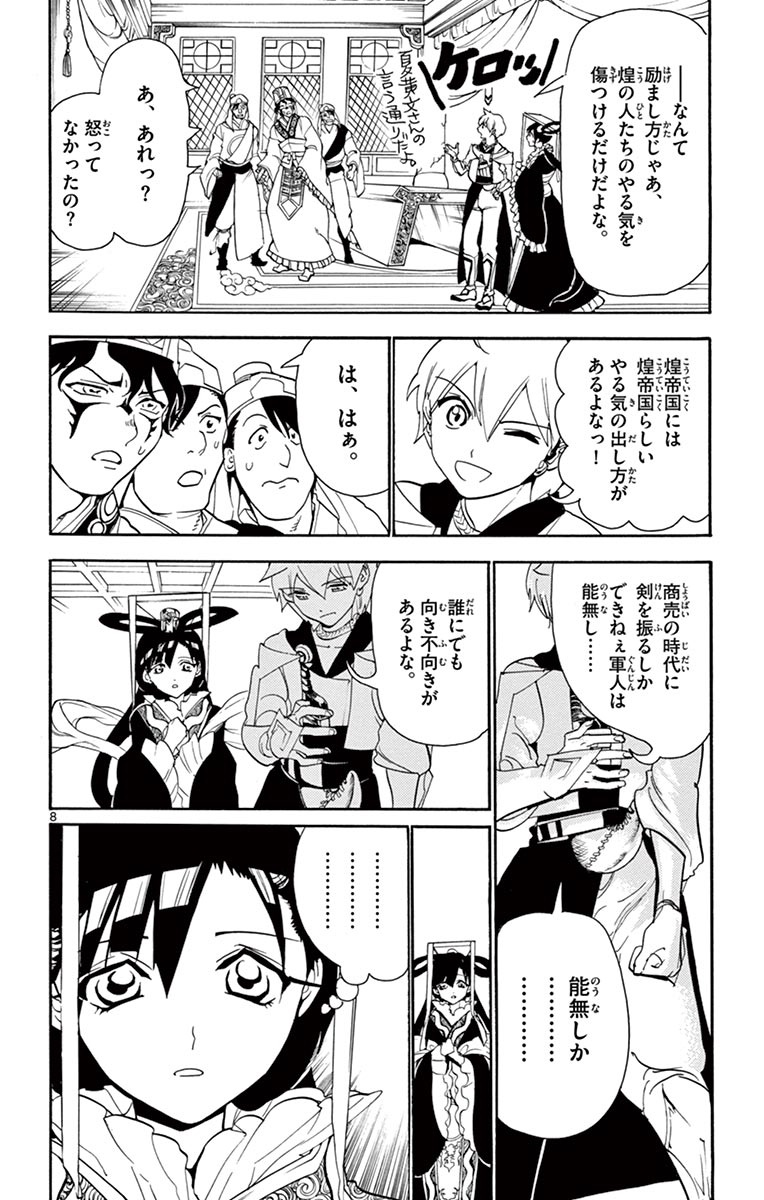 ――なんて
励まし方じゃあ、
煌の人たちのやる気を
傷つけるだけだよな。
ケロッ
夏黄文さんの
言う通りだよ。
あ、あれっ？
怒って
なかったの？
煌帝国には
煌帝国らしい
やる気の出し方が
あるよなっ！
は、はぁ。
商売の時代に
剣を振るしか
できねぇ軍人は
能無し……
誰にでも
向き不向きが
あるよな。
能無しか
…………
…………
…………
8